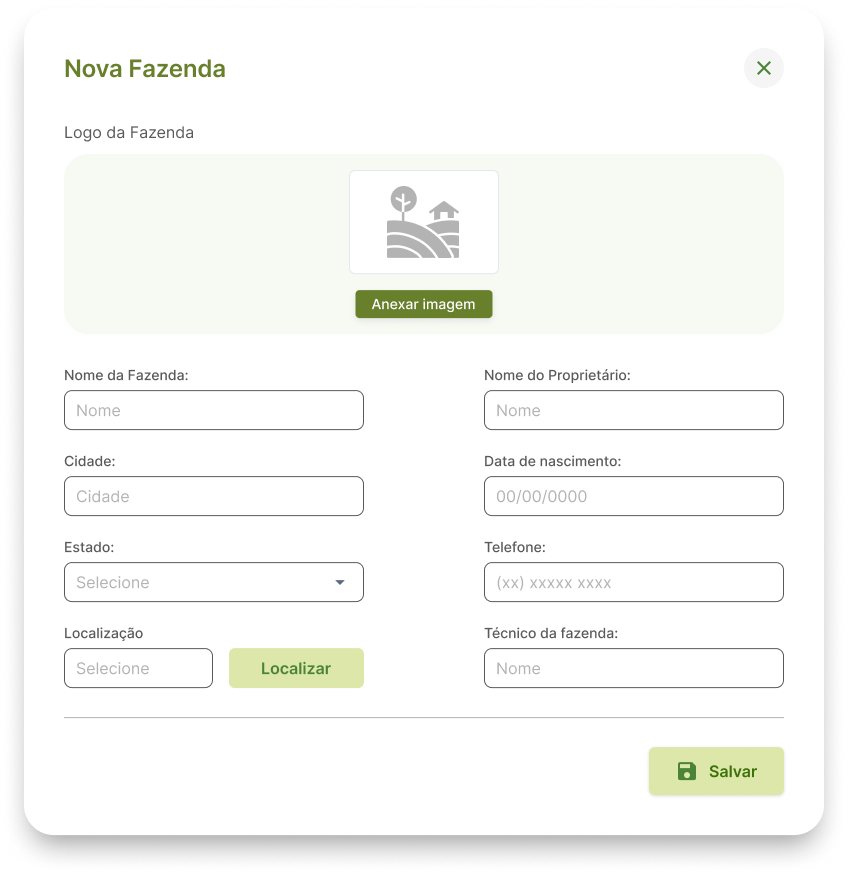 Nova Fazenda
Logo da Fazenda
Anexar imagem
Nome da Fazenda:
Nome
Nome do Proprietário:
Nome
Cidade:
Cidade
Data de nascimento:
00/00/0000
Estado:
Selecione
Telefone:
(xx) xxxxx xxxx
Localização
Selecione
Localizar
Técnico da fazenda:
Nome
Salvar